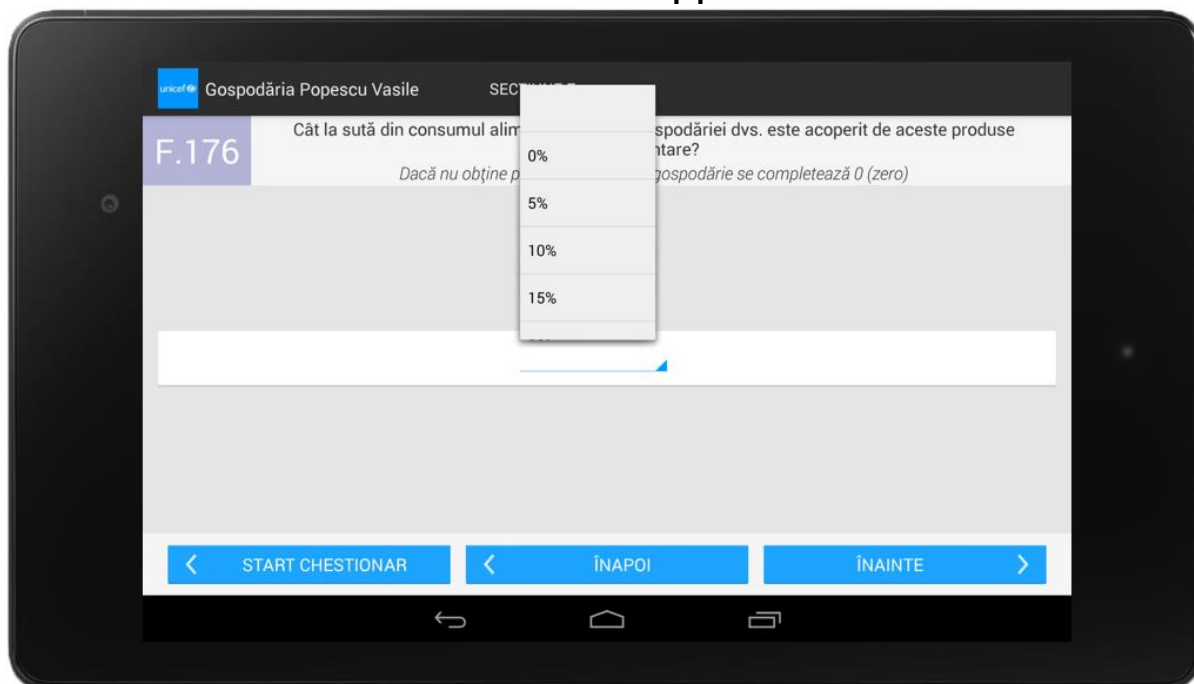 unicef Gospodăria Popescu Vasile
F.176
Cât la sută din consumul alim spodăriei dvs. este acoperit de aceste produse
ntare?
Dacă nu obține p gospodărie se completează 0 (zero)
0%
5%
10%
15%
START CHESTIONAR
ÎNAPOI
ÎNAINTE